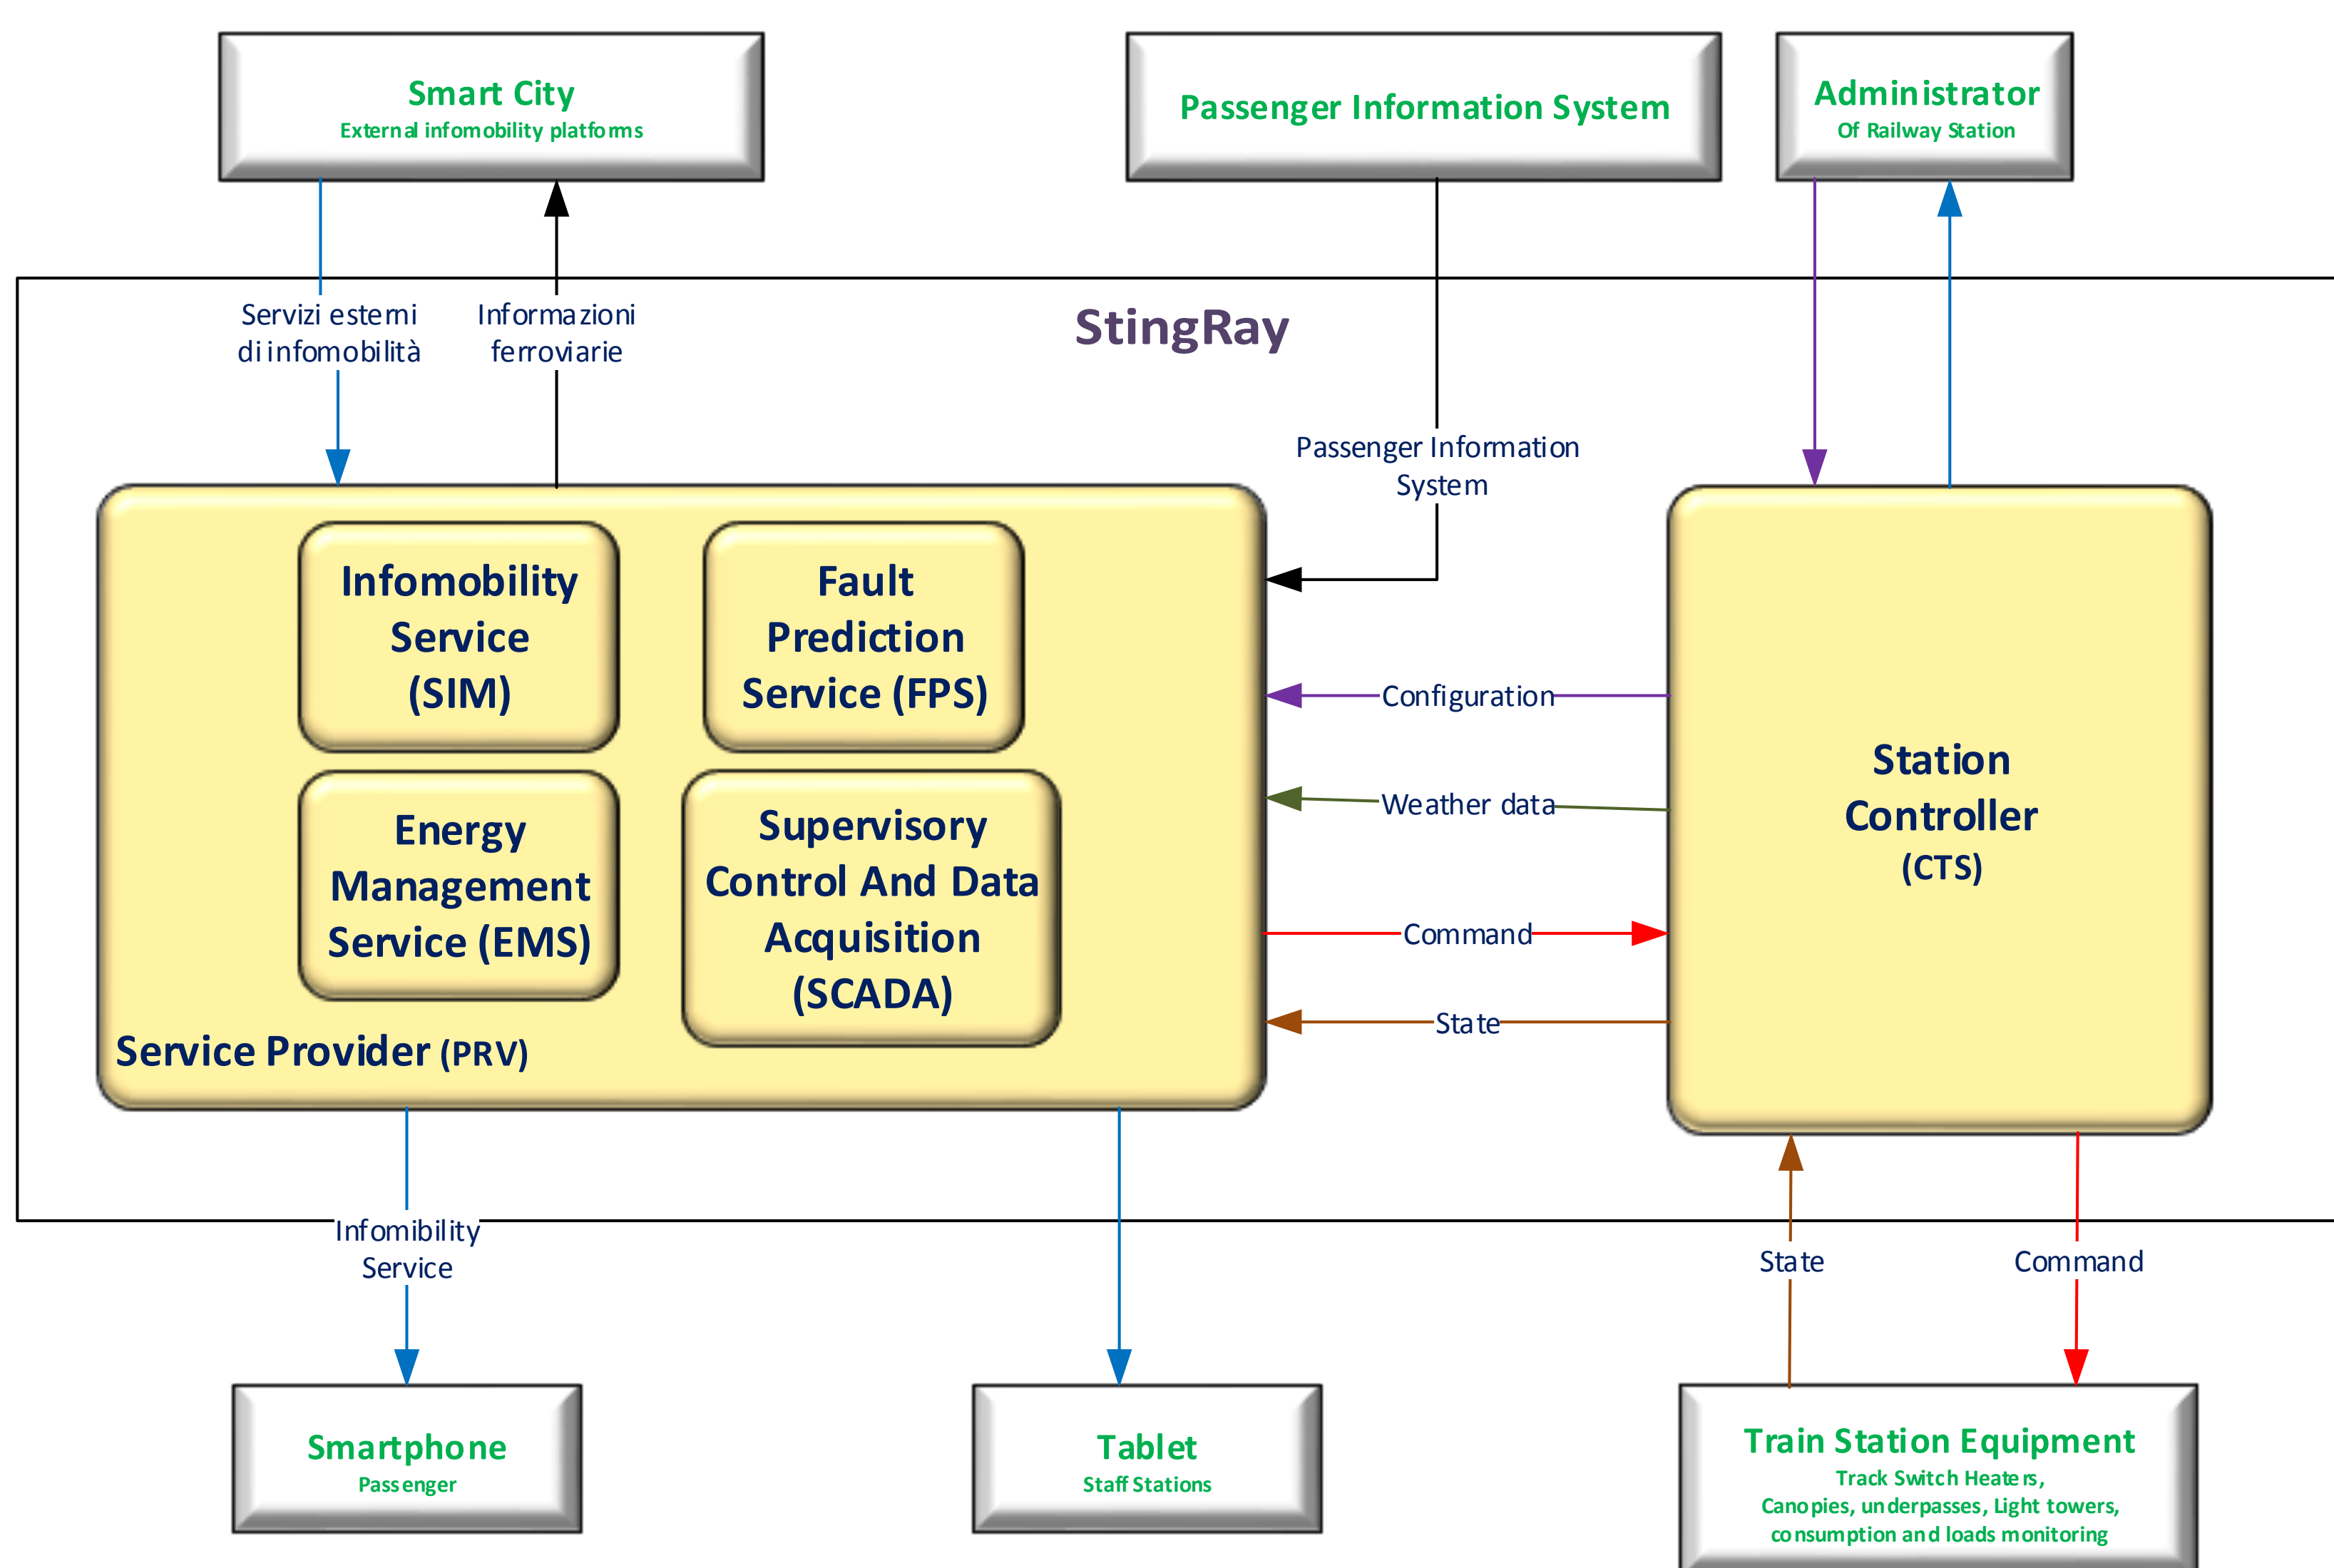 Smart City
External infomobility platforms
Passenger Information System
Administrator
Of Railway Station
Servizi esterni
di infomobilità
Informazioni
ferroviarie
StingRay
Passenger Information
System
Infomobility
Service
(SIM)
Fault
Prediction
Service (FPS)
Energy
Management
Service (EMS)
Supervisory
Control And Data
Acquisition
(SCADA)
Service Provider (PRV)
Configuration
Weather data
Command
State
Station
Controller
(CTS)
Infomibility
Service
State
Command
Smartphone
Passenger
Tablet
Staff Stations
Train Station Equipment
Track Switch Heaters,
Canopies, underpasses, Light towers,
consumption and loads monitoring